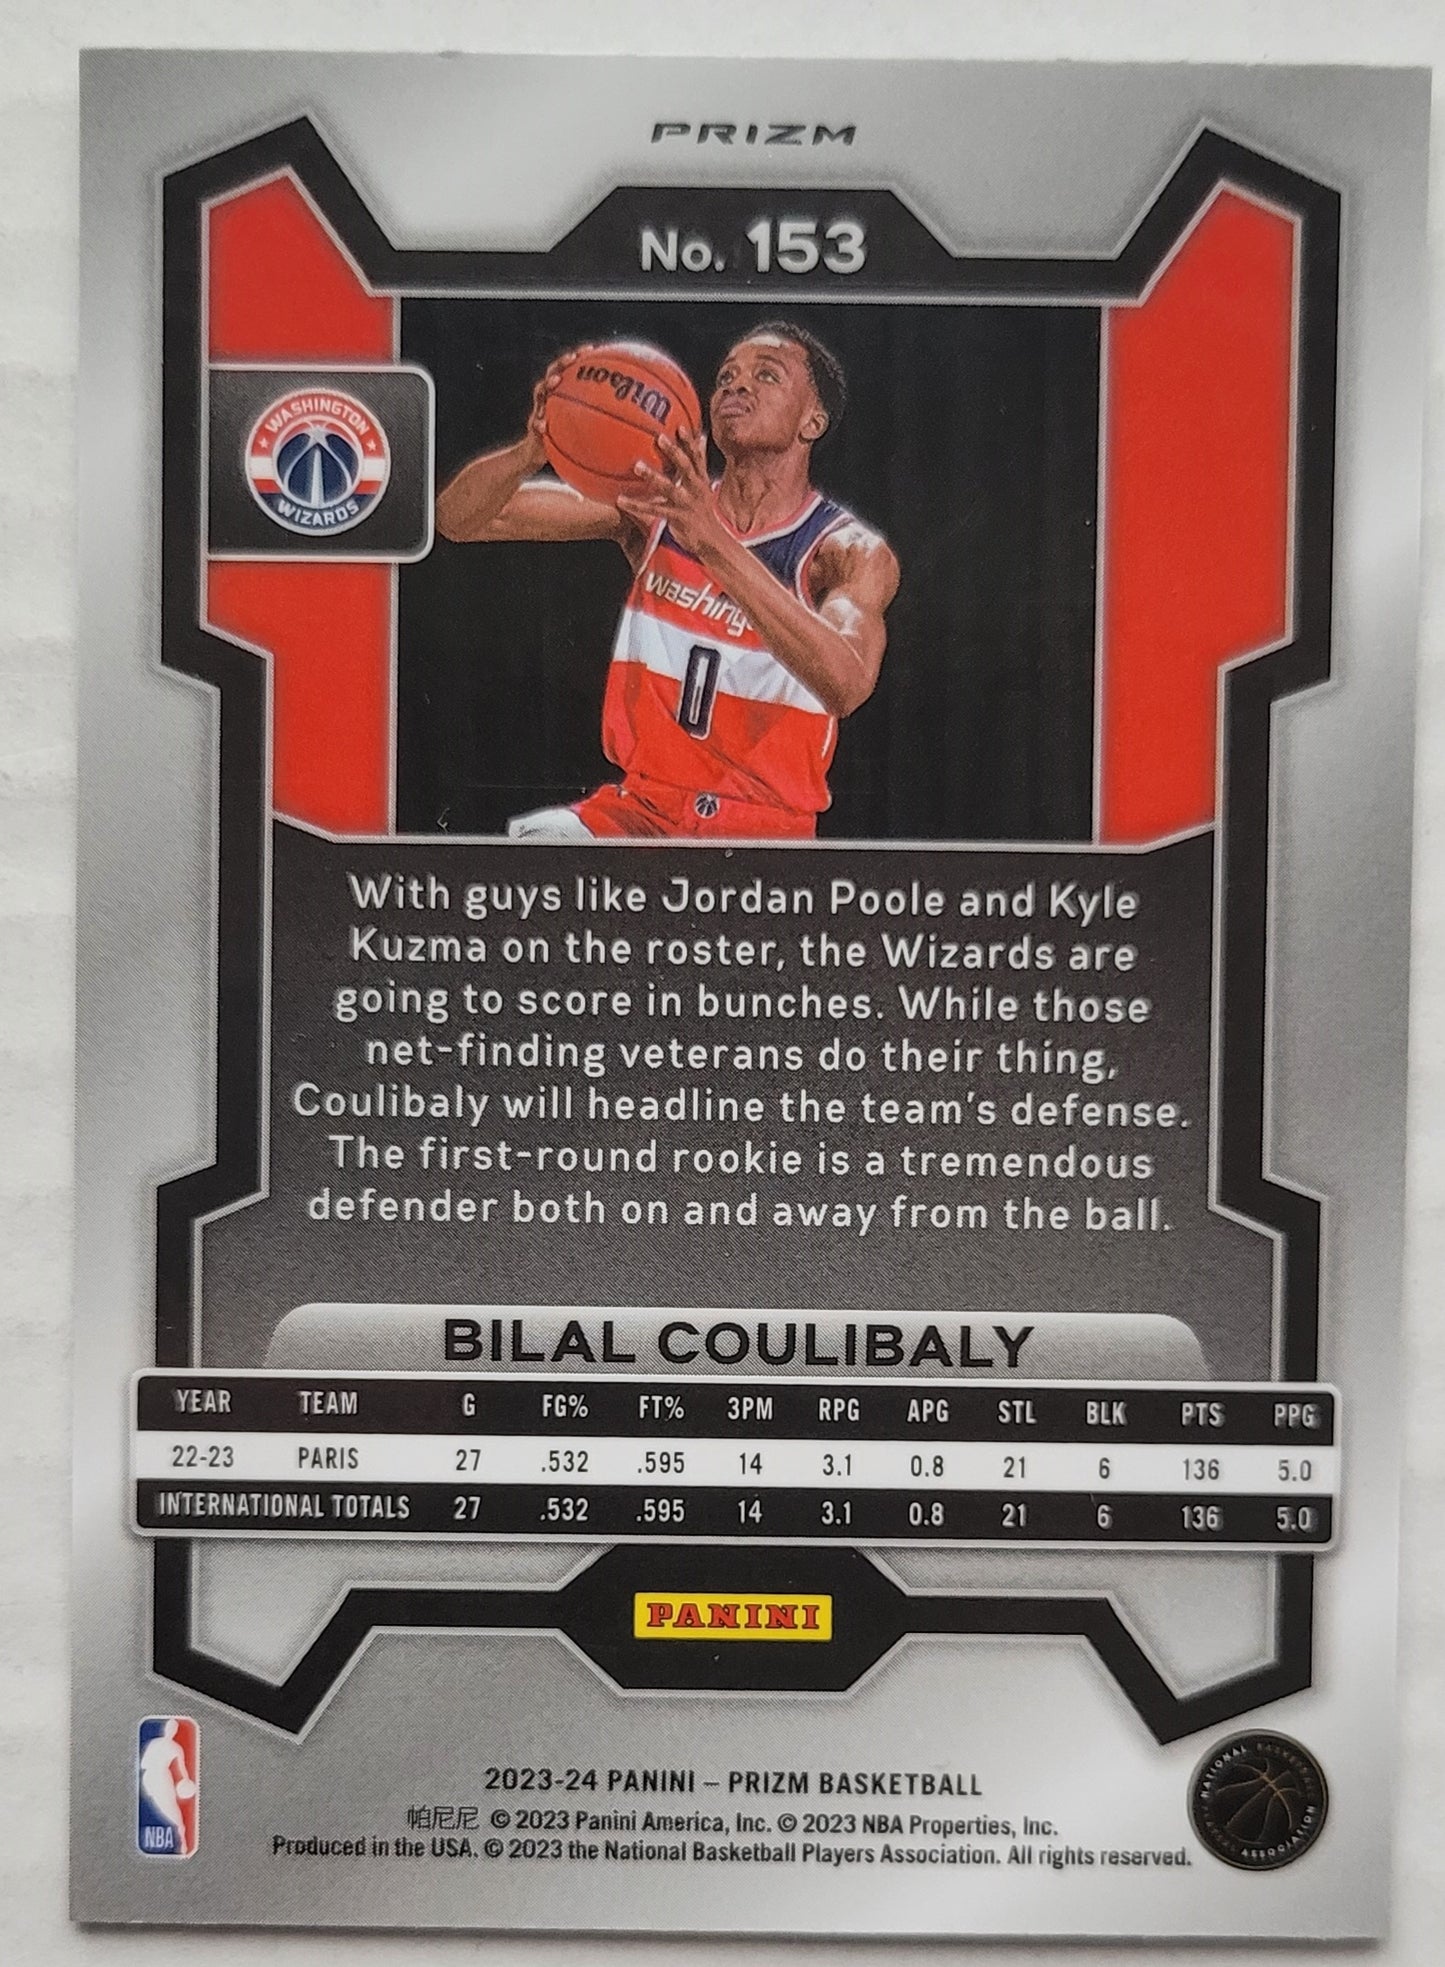 PRIZM
No. 153
WASHINGTON
WIZARDS
Wilson
washing
0
With guys like Jordan Poole and Kyle
Kuzma on the roster, the Wizards are
going to score in bunches. While those
net-finding veterans do their thing,
Coulibaly will headline the team's defense.
The first-round rookie is a tremendous
defender both on and away from the ball.
BILAL COULIBALY
YEAR TEAM G FG% FT% 3PM RPG APG STL BLK PTS PPG
22-23 PARIS 27 .532 .595 14 3.1 0.8 21 6 136 5.0
INTERNATIONAL TOTALS 27 .532 .595 14 3.1 0.8 21 6 136 5.0
PANINI
NBA
2023-24 PANINI – PRIZM BASKETBALL
帕尼尼 © 2023 Panini America, Inc. © 2023 NBA Properties, Inc.
Produced in the USA. © 2023 the National Basketball Players Association. All rights reserved.
NATIONAL BASKETBALL
PLAYERS ASSOCIATION